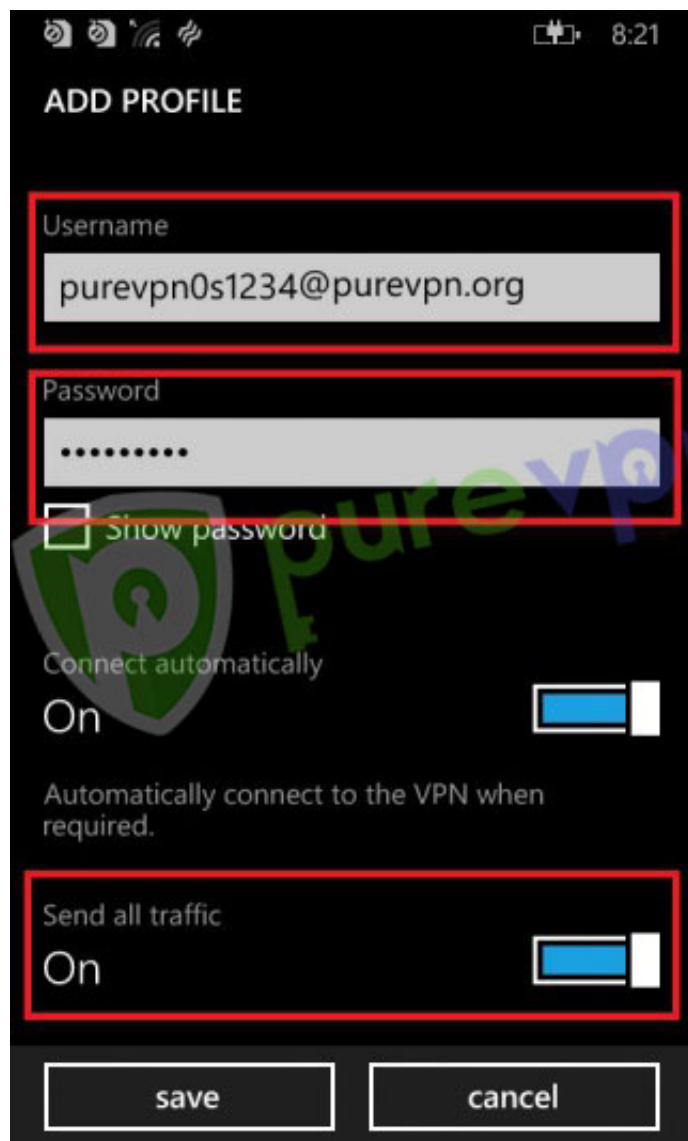 8:21
ADD PROFILE
Username
purevpn0s1234@purevpn.org
Password
•••••••••
Show password
purevp
Connect automatically
On
Automatically connect to the VPN when
required.
Send all traffic
On
save
cancel